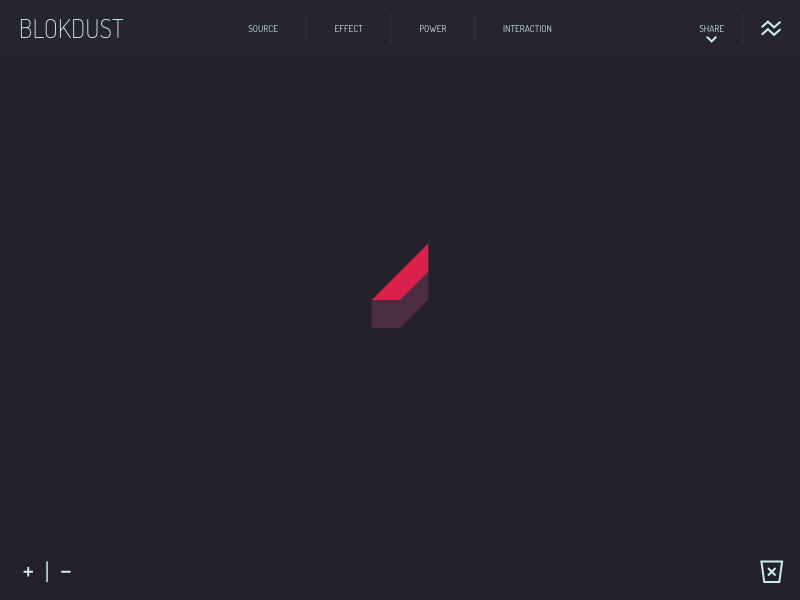 BLOKDUST
SOURCE
EFFECT
POWER
INTERACTION
SHARE